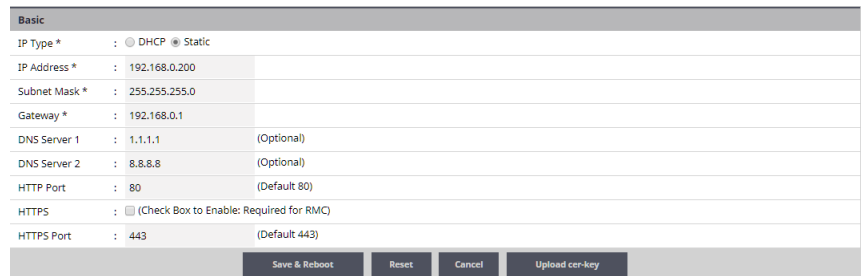 Basic
IP Type * : DHCP Static
IP Address * : 192.168.0.200
Subnet Mask * : 255.255.255.0
Gateway * : 192.168.0.1
DNS Server 1 : 1.1.1.1 (Optional)
DNS Server 2 : 8.8.8.8 (Optional)
HTTP Port : 80 (Default 80)
HTTPS : (Check Box to Enable: Required for RMC)
HTTPS Port : 443 (Default 443)
Save & Reboot Reset Cancel Upload cer-key